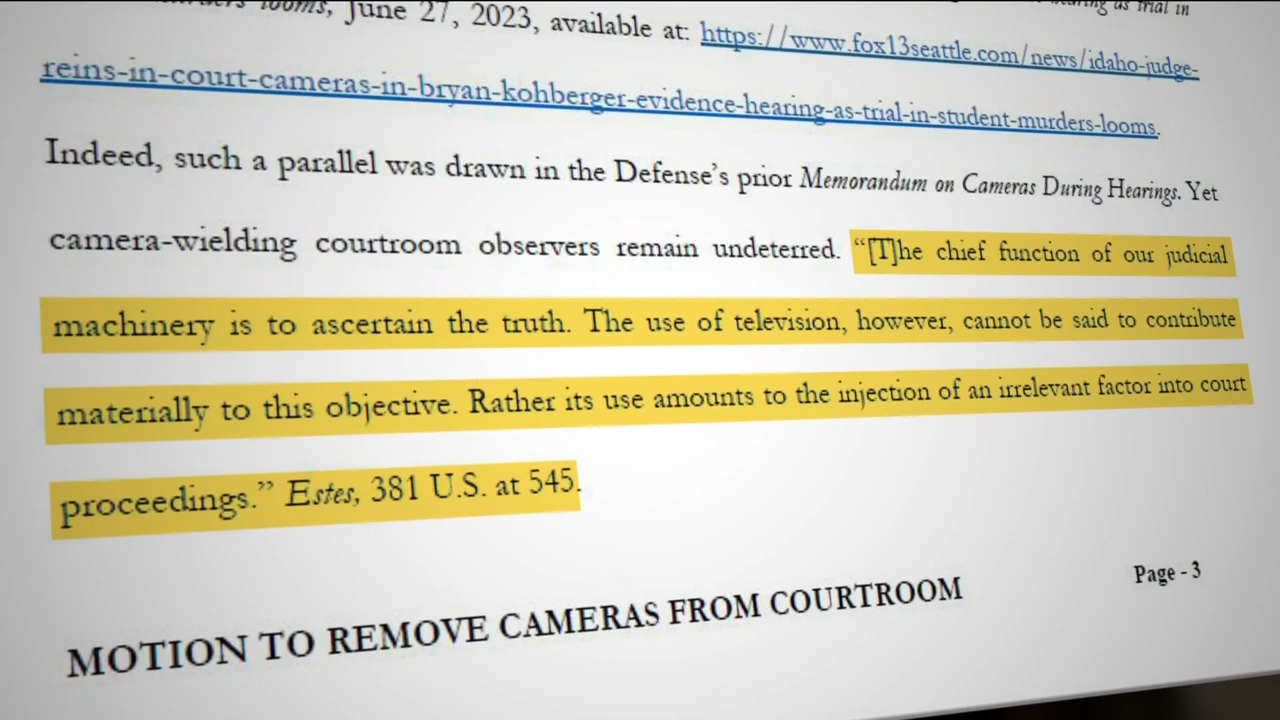 rooms, June 27, 2023, available at: https://www.fox13seattle.com/news/idaho-judge-
reins-in-court-cameras-in-bryan-kohberger-evidence-hearing-as-trial-in-student-murders-looms.
Indeed, such a parallel was drawn in the Defense's prior Memorandum on Cameras During Hearings. Yet
camera-wielding courtroom observers remain undeterred. “[T]he chief function of our judicial
machinery is to ascertain the truth. The use of television, however, cannot be said to contribute
materially to this objective. Rather its use amounts to the injection of an irrelevant factor into court
proceedings.” Estes, 381 U.S. at 545.
Page - 3
MOTION TO REMOVE CAMERAS FROM COURTROOM